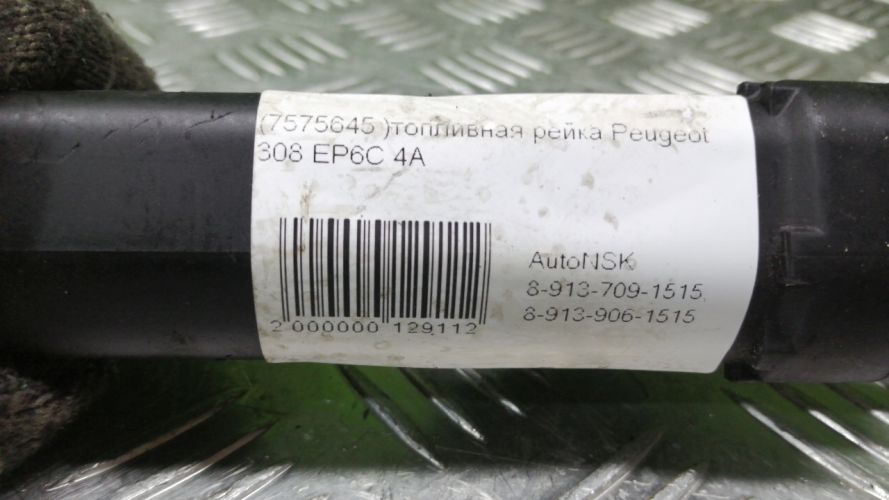 (7575645 )топливная рейка Peugeot
308 EP6C 4A
AutoNSK
8-913-709-1515,
8-913-906-1515
2 000000 129112